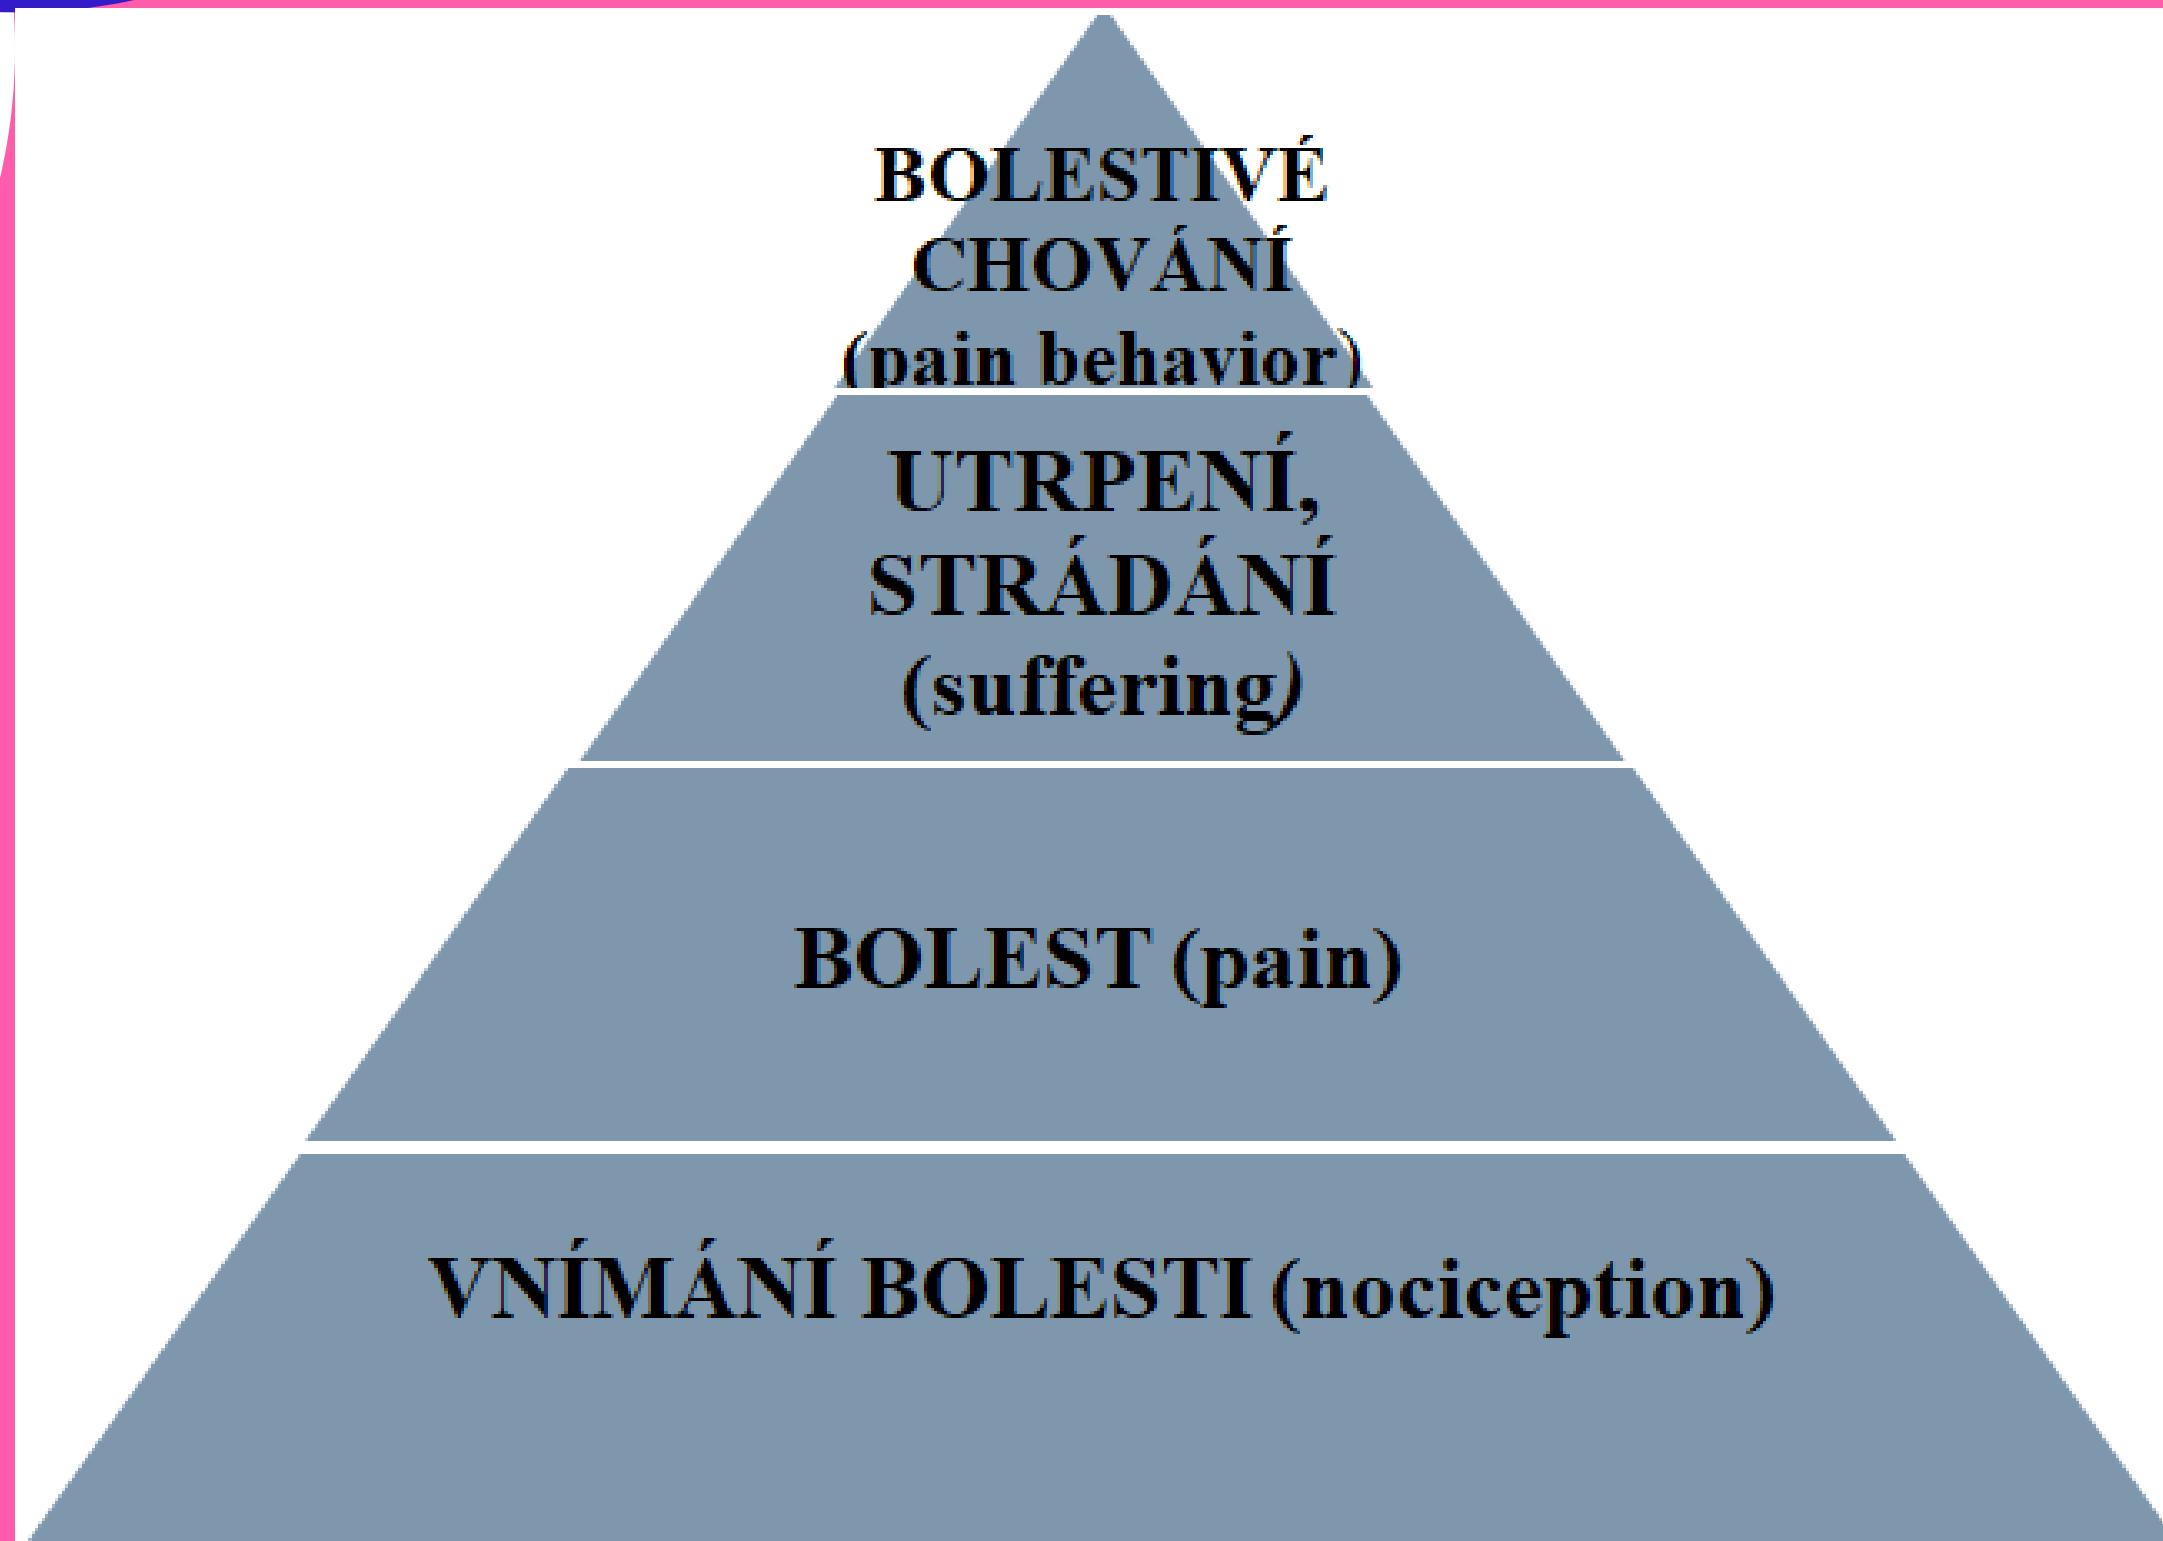 BOLESTIVÉ
CHOVÁNÍ
(pain behavior)
UTRPENÍ,
STRÁDÁNÍ
(suffering)
BOLEST (pain)
VNÍMÁNÍ BOLESTI (nociception)